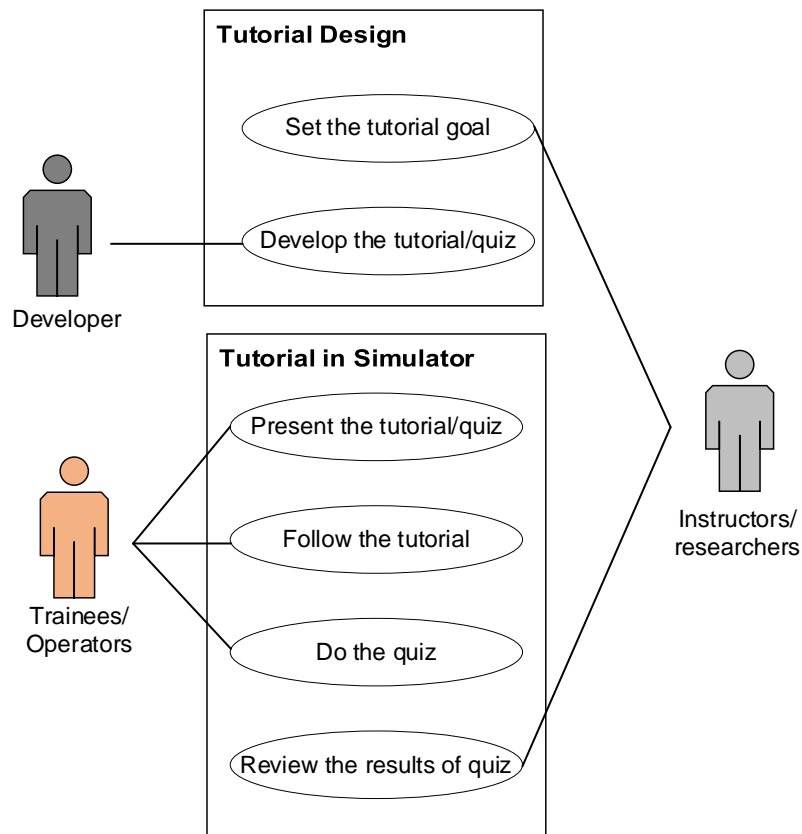 Tutorial Design
Set the tutorial goal
Develop the tutorial/quiz
Developer
Tutorial in Simulator
Present the tutorial/quiz
Follow the tutorial
Do the quiz
Review the results of quiz
Trainees/
Operators
Instructors/
researchers